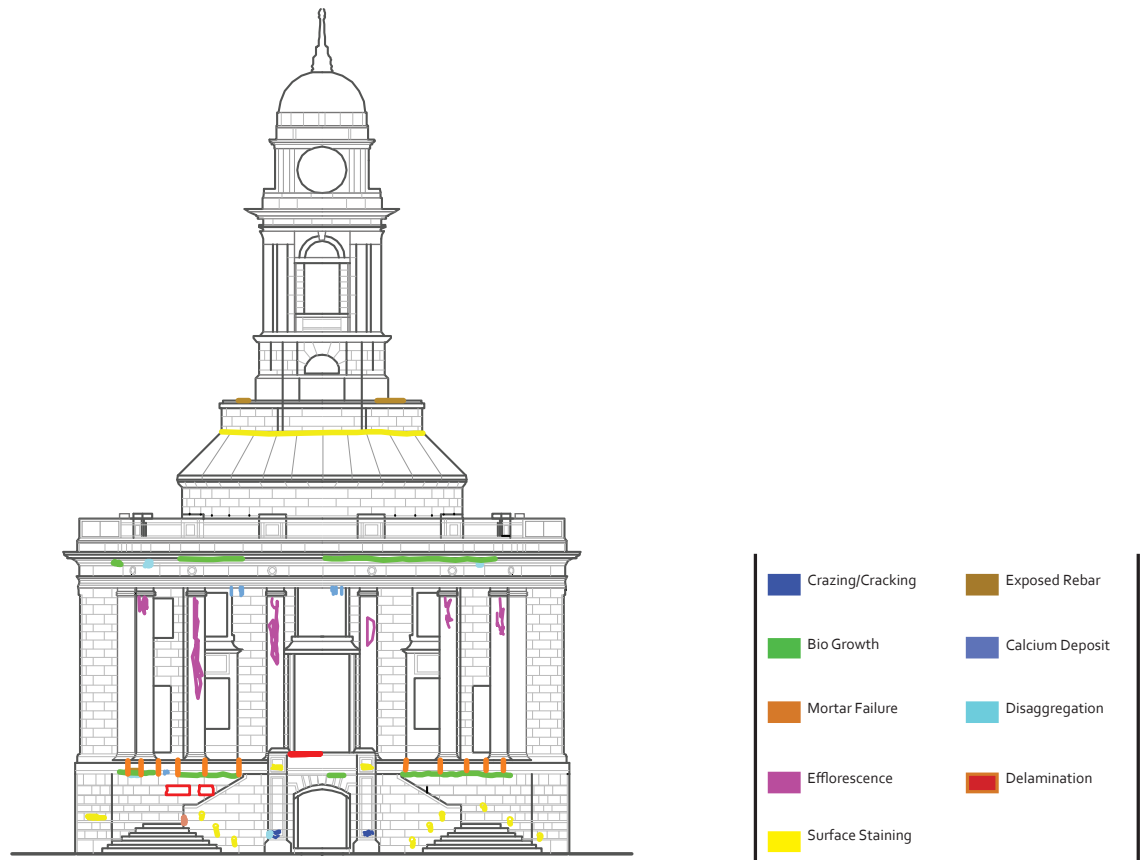 Crazing/Cracking
Exposed Rebar
Bio Growth
Calcium Deposit
Mortar Failure
Disaggregation
Efflorescence
Delamination
Surface Staining